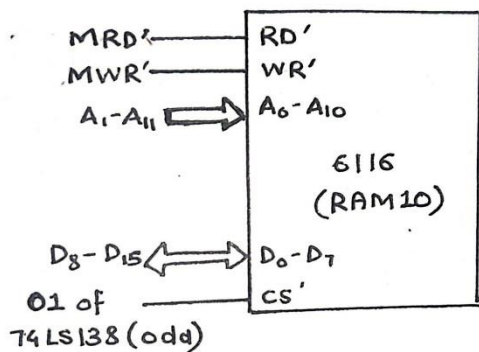 MRD' RD'
MWR' WR'
A₁-A₁₁ A₀-A₁₀
6116
(RAM10)
D₈-D₁₅ D₀-D₇
01 of CS'
74LS138 (odd)